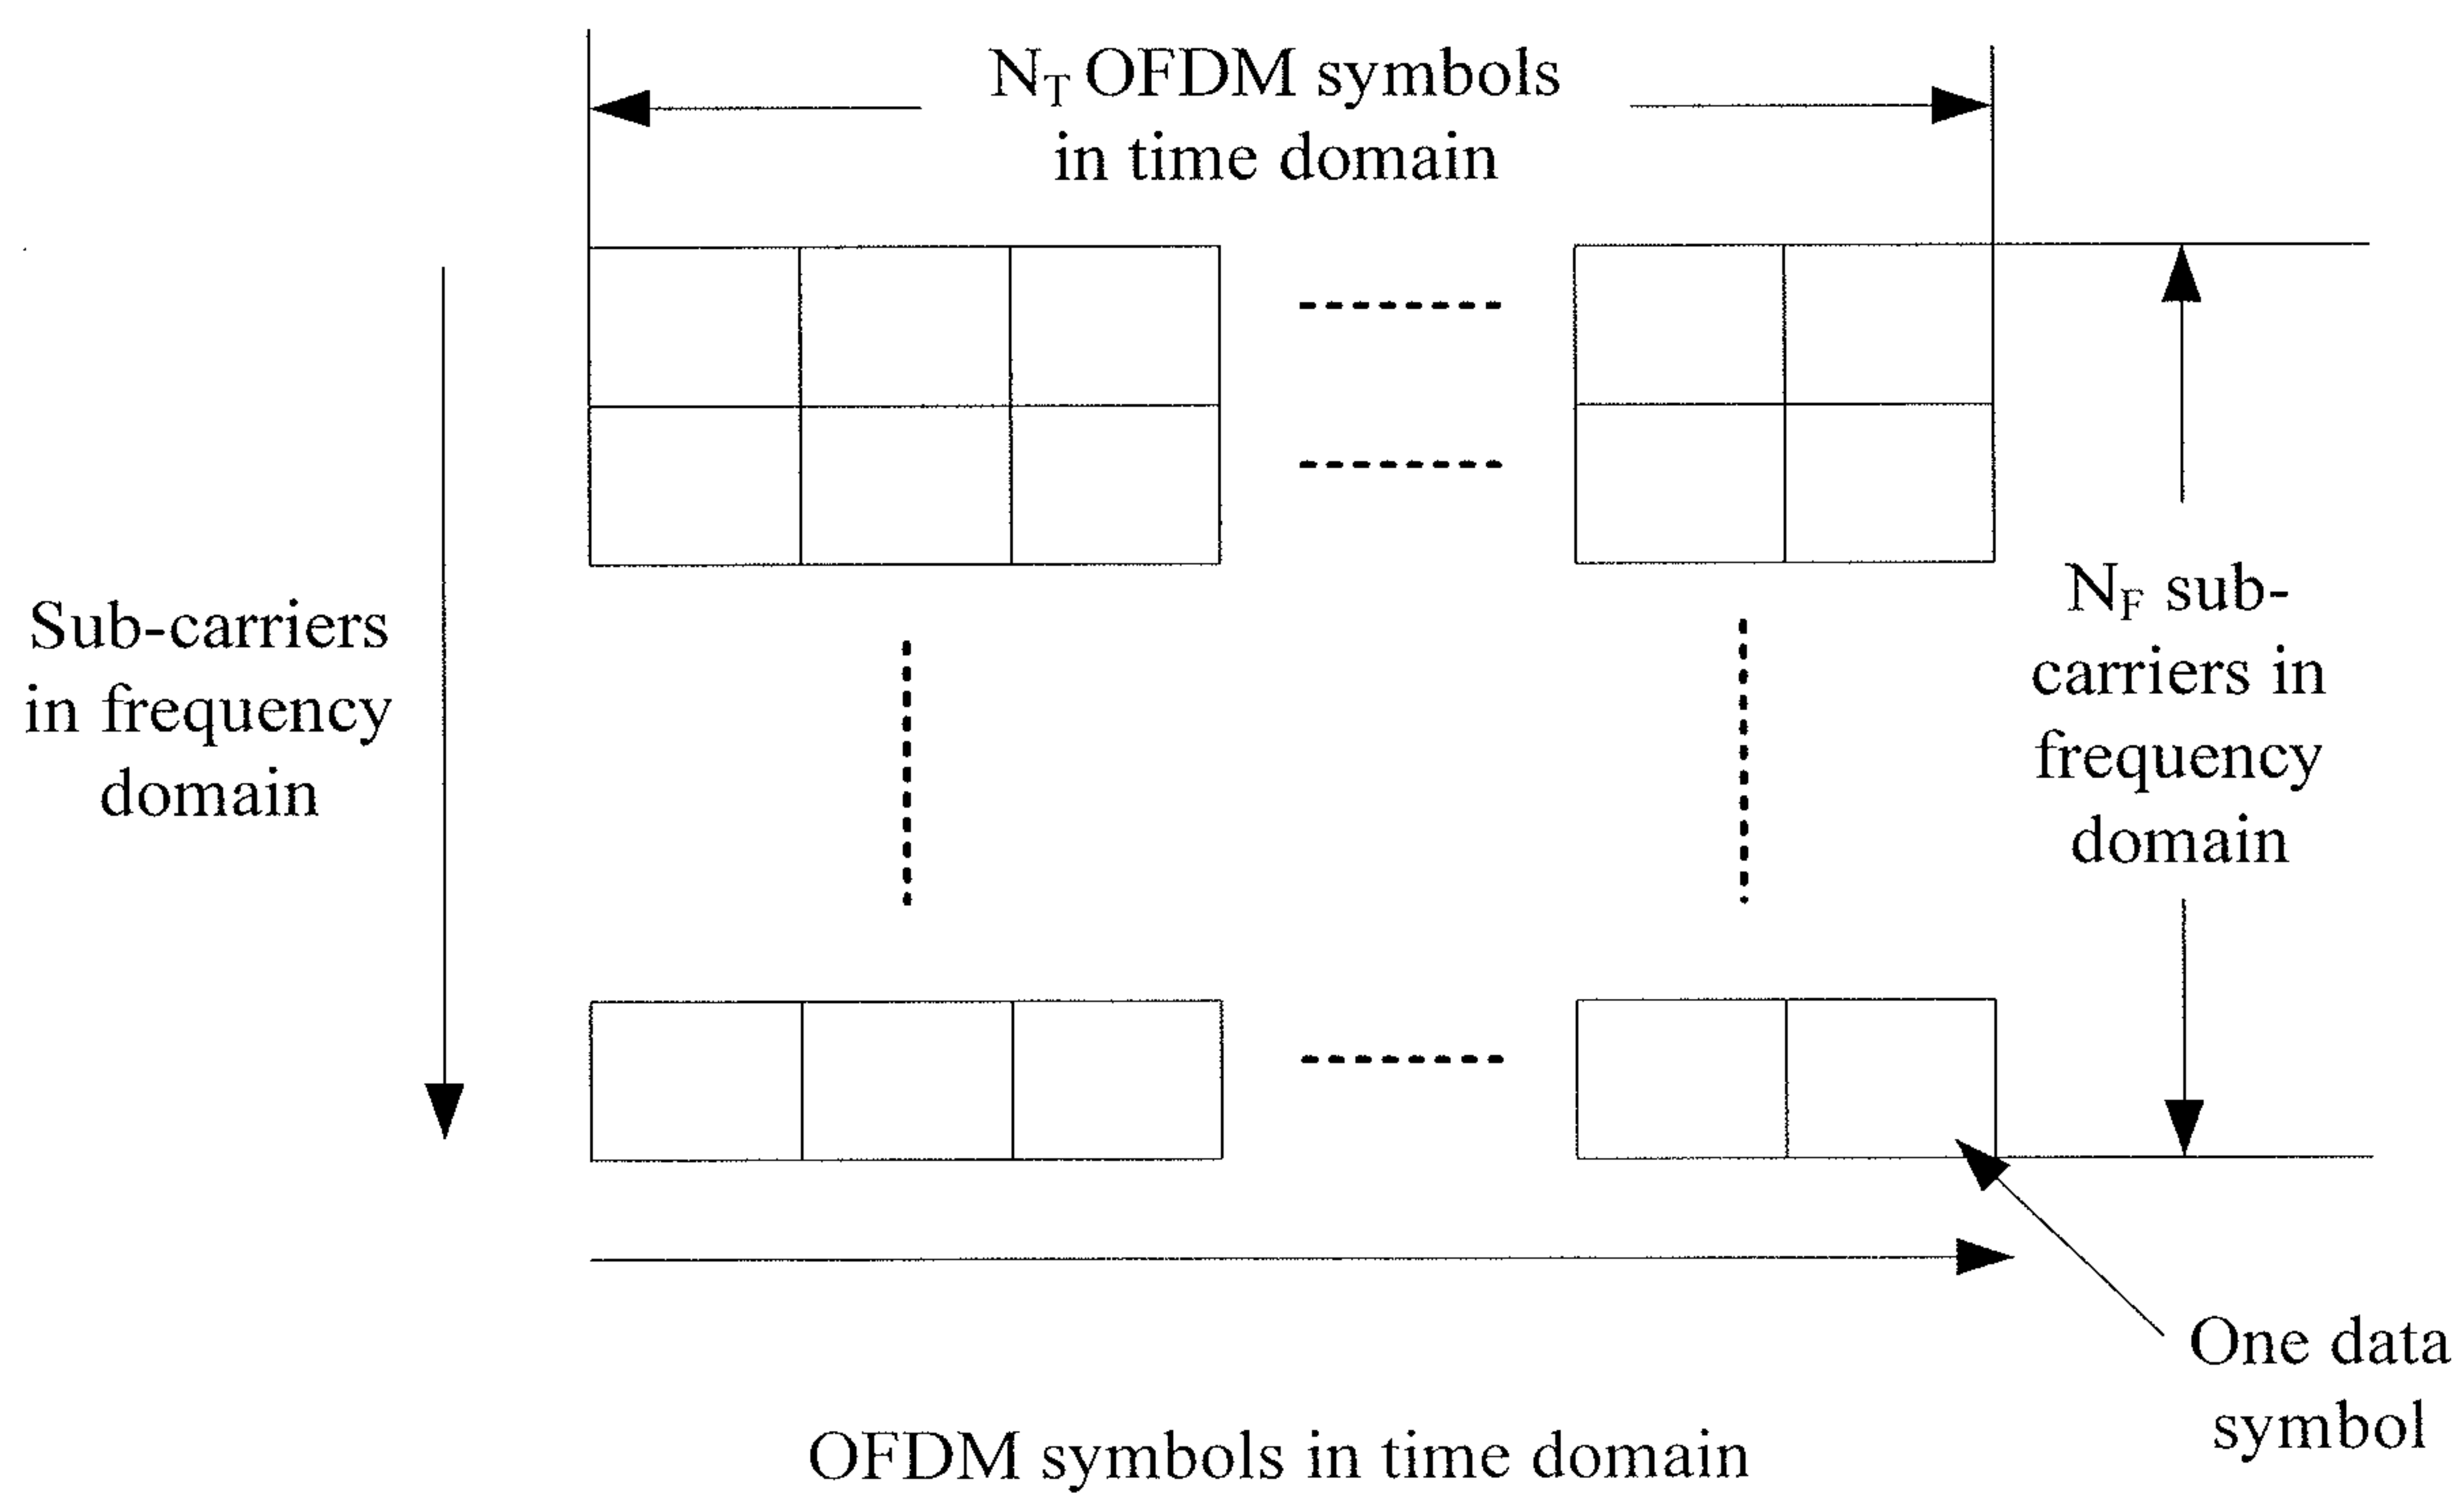 N_T OFDM symbols
in time domain
Sub-carriers
in frequency
domain
N_F sub-
carriers in
frequency
domain
One data
symbol
OFDM symbols in time domain